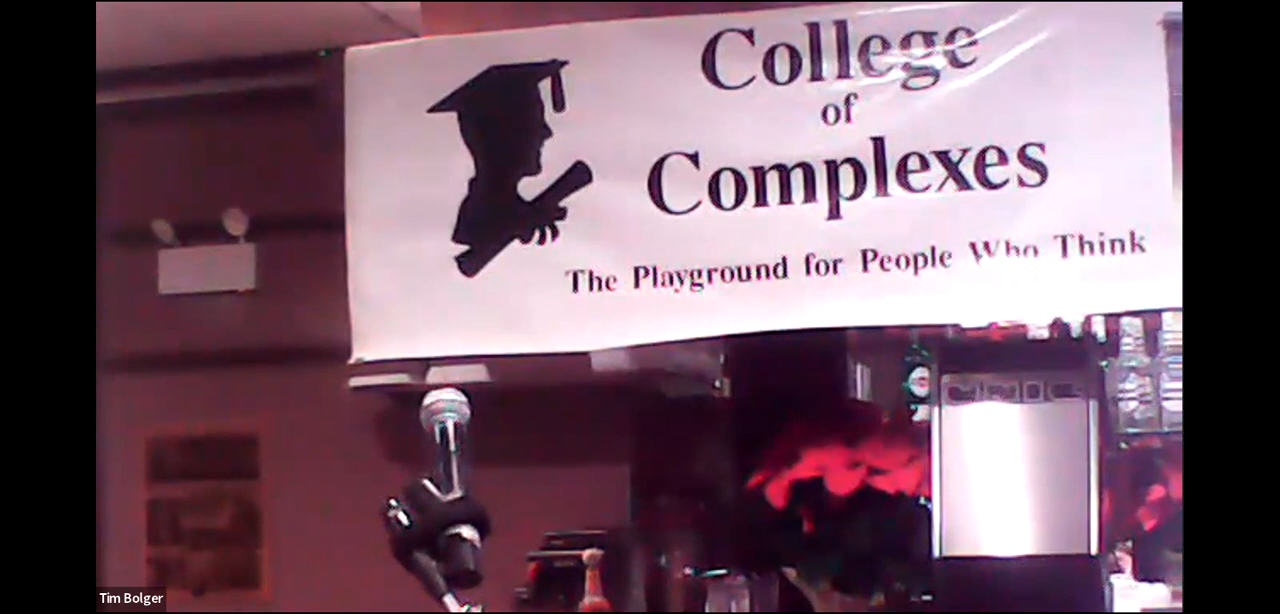 College
of
Complexes
The Playground for People Who Think
Tim Bolger